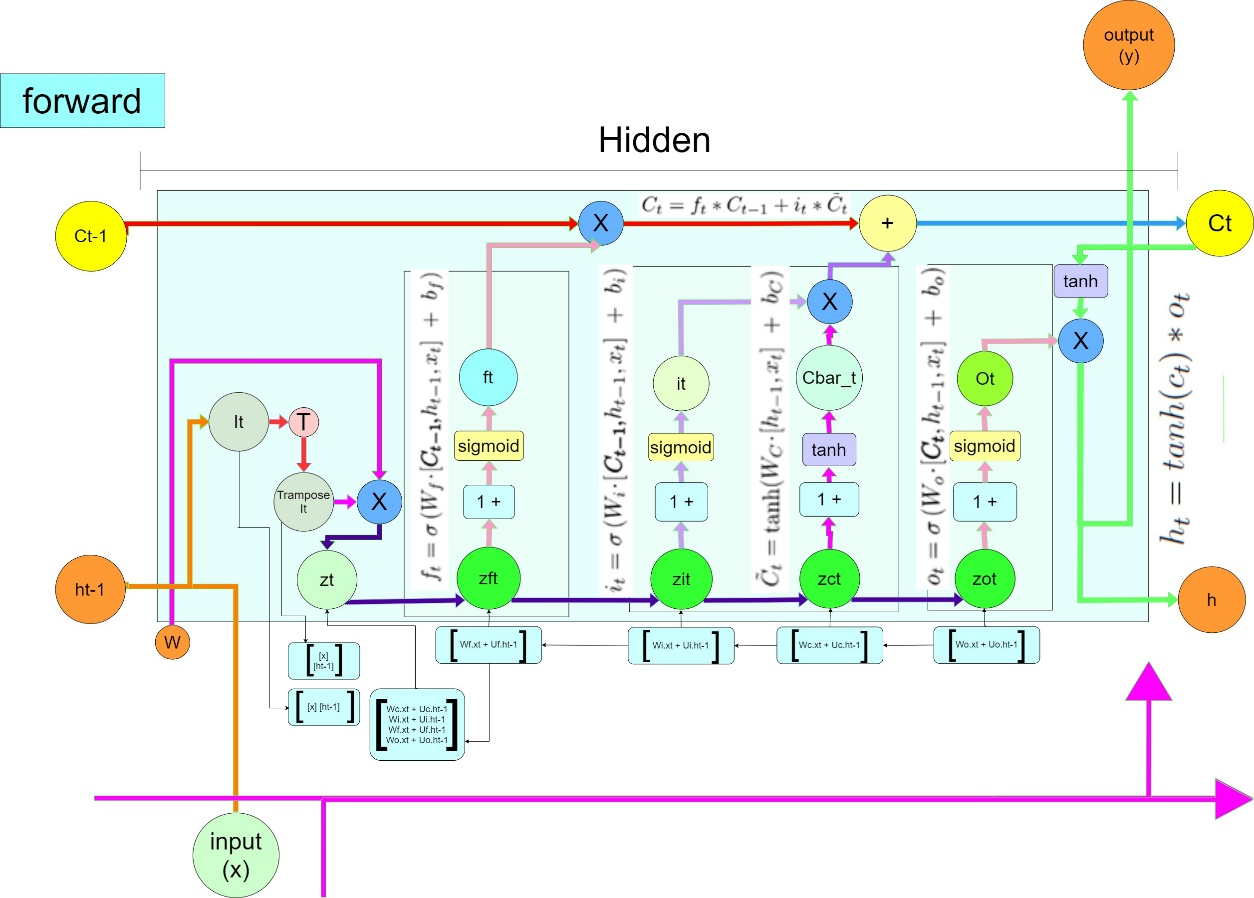 output
(y)
forward
Hidden
Ct-1
X
C_t = f_t * C_{t-1} + i_t * C̃_t
+
Ct
tanh
X
X
f_t = σ (W_f · [C_{t-1}, h_{t-1}, x_t] + b_f)
i_t = σ (W_i · [C_{t-1}, h_{t-1}, x_t] + b_i)
C̃_t = tanh(W_C · [h_{t-1}, x_t] + b_C)
o_t = σ (W_o · [C_t, h_{t-1}, x_t] + b_o)
h_t = tanh(c_t) * o_t
ft
it
Cbar_t
Ot
It
T
sigmoid
sigmoid
tanh
sigmoid
Trampose
It
X
1 +
1 +
1 +
1 +
zt
zft
zit
zct
zot
ht-1
h
W
[x]
[ht-1]
Wf.xt + Uf.ht-1
Wi.xt + Ui.ht-1
Wc.xt + Uc.ht-1
Wo.xt + Uo.ht-1
[x] [ht-1]
Wc.xt + Uc.ht-1
Wi.xt + Ui.ht-1
Wf.xt + Uf.ht-1
Wo.xt + Uo.ht-1
input
(x)